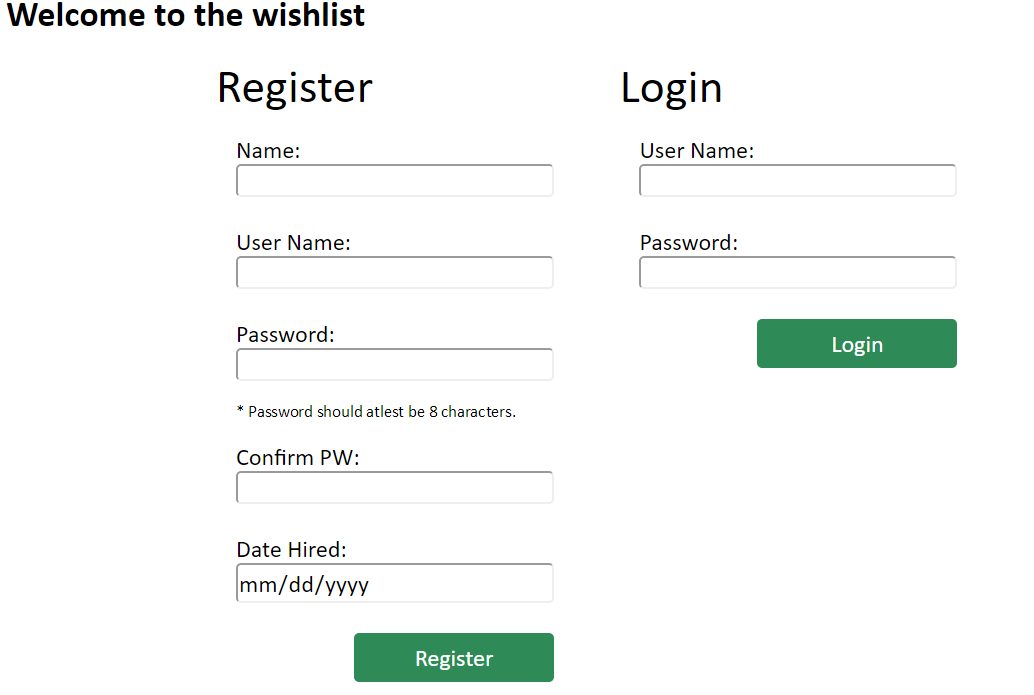 Welcome to the wishlist
Register
Name:
User Name:
Password:
* Password should atlest be 8 characters.
Confirm PW:
Date Hired:
mm/dd/yyyy
Register
Login
User Name:
Password:
Login